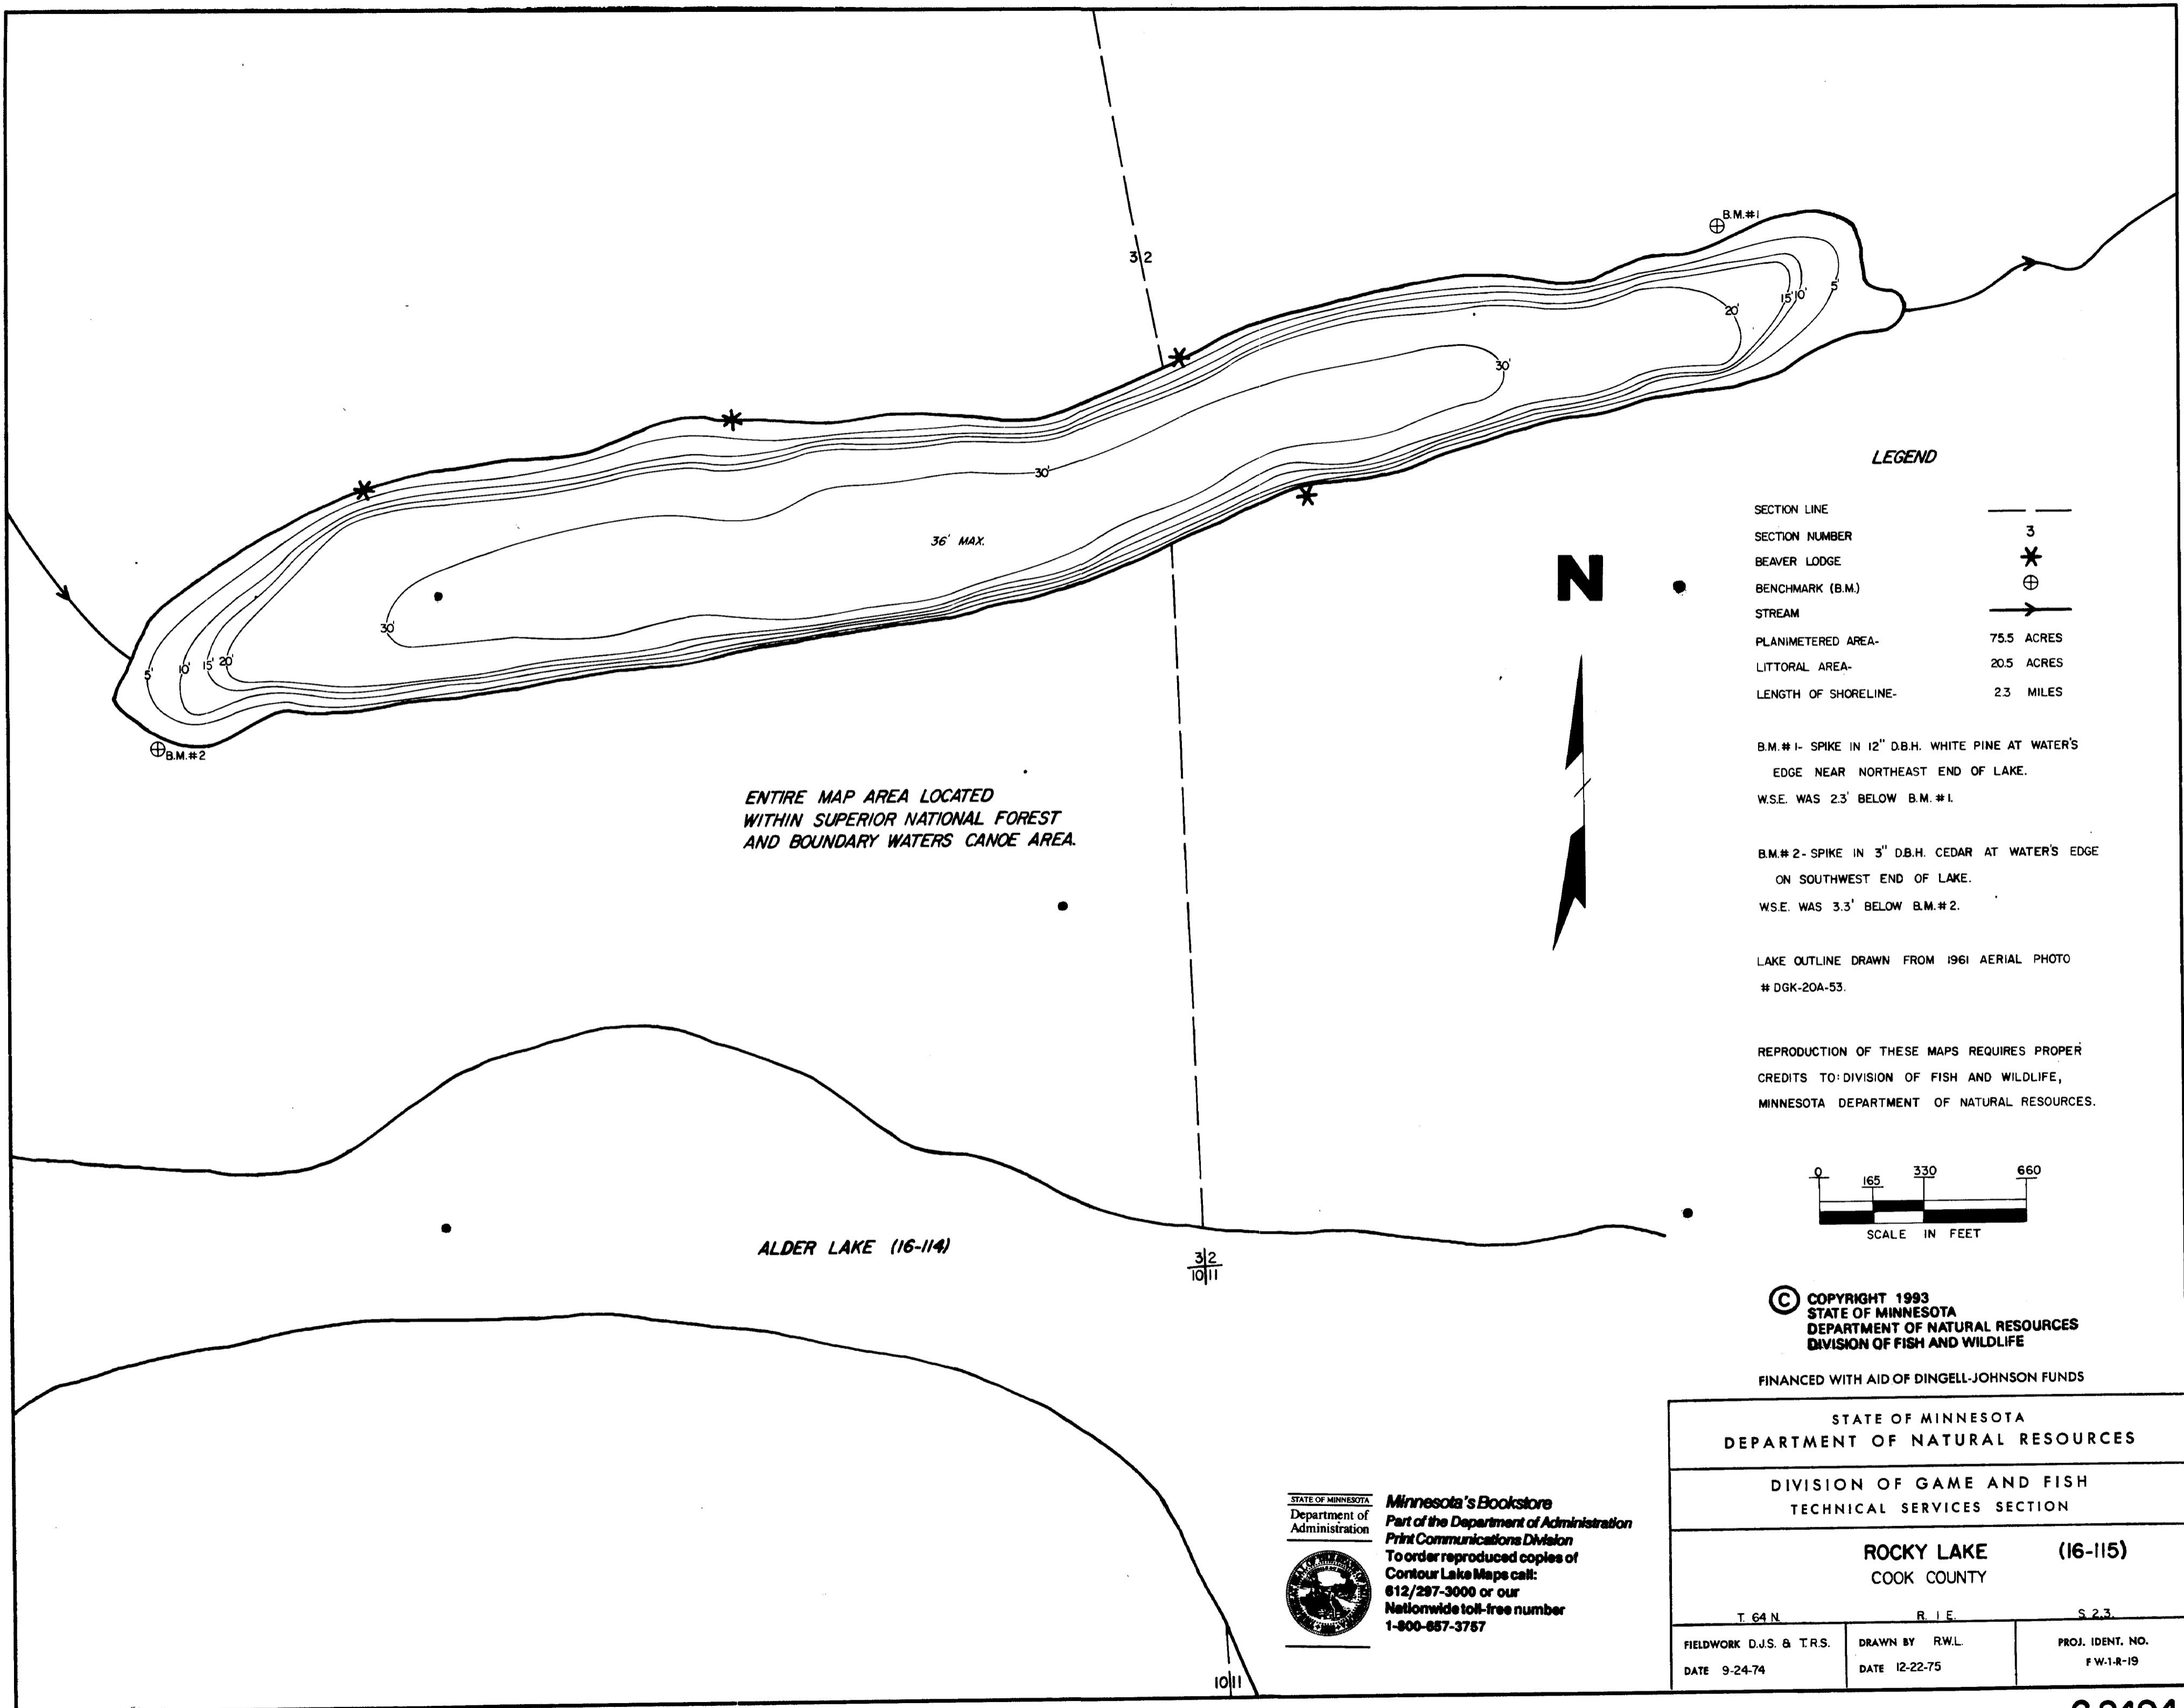 B.M.#1
3 2
20'
15'
10'
5'
30'
30'
36' MAX.
30'
5'
10'
15'
20'
B.M.#2
N
ENTIRE MAP AREA LOCATED
WITHIN SUPERIOR NATIONAL FOREST
AND BOUNDARY WATERS CANOE AREA.
ALDER LAKE (16-114)
3 2
10 11
10 11
LEGEND
SECTION LINE
SECTION NUMBER 3
BEAVER LODGE
BENCHMARK (B.M.)
STREAM
PLANIMETERED AREA- 75.5 ACRES
LITTORAL AREA- 20.5 ACRES
LENGTH OF SHORELINE- 2.3 MILES
B.M.# 1- SPIKE IN 12" D.B.H. WHITE PINE AT WATER'S
EDGE NEAR NORTHEAST END OF LAKE.
W.S.E. WAS 2.3' BELOW B.M.#1.
B.M.# 2- SPIKE IN 3" D.B.H. CEDAR AT WATER'S EDGE
ON SOUTHWEST END OF LAKE.
W.S.E. WAS 3.3' BELOW B.M.#2.
LAKE OUTLINE DRAWN FROM 1961 AERIAL PHOTO
# DGK-20A-53.
REPRODUCTION OF THESE MAPS REQUIRES PROPER
CREDITS TO: DIVISION OF FISH AND WILDLIFE,
MINNESOTA DEPARTMENT OF NATURAL RESOURCES.
0 165 330 660
SCALE IN FEET
© COPYRIGHT 1993
STATE OF MINNESOTA
DEPARTMENT OF NATURAL RESOURCES
DIVISION OF FISH AND WILDLIFE
FINANCED WITH AID OF DINGELL-JOHNSON FUNDS
STATE OF MINNESOTA
DEPARTMENT OF NATURAL RESOURCES
DIVISION OF GAME AND FISH
TECHNICAL SERVICES SECTION
ROCKY LAKE (16-115)
COOK COUNTY
T. 64 N. R. 1 E. S. 2,3.
FIELDWORK D.J.S. & T.R.S.
DATE 9-24-74
DRAWN BY R.W.L.
DATE 12-22-75
PROJ. IDENT. NO.
F W-1-R-19
STATE OF MINNESOTA
Department of
Administration
Minnesota's Bookstore
Part of the Department of Administration
Print Communications Division
To order reproduced copies of
Contour Lake Maps call:
612/297-3000 or our
Nationwide toll-free number
1-800-657-3757